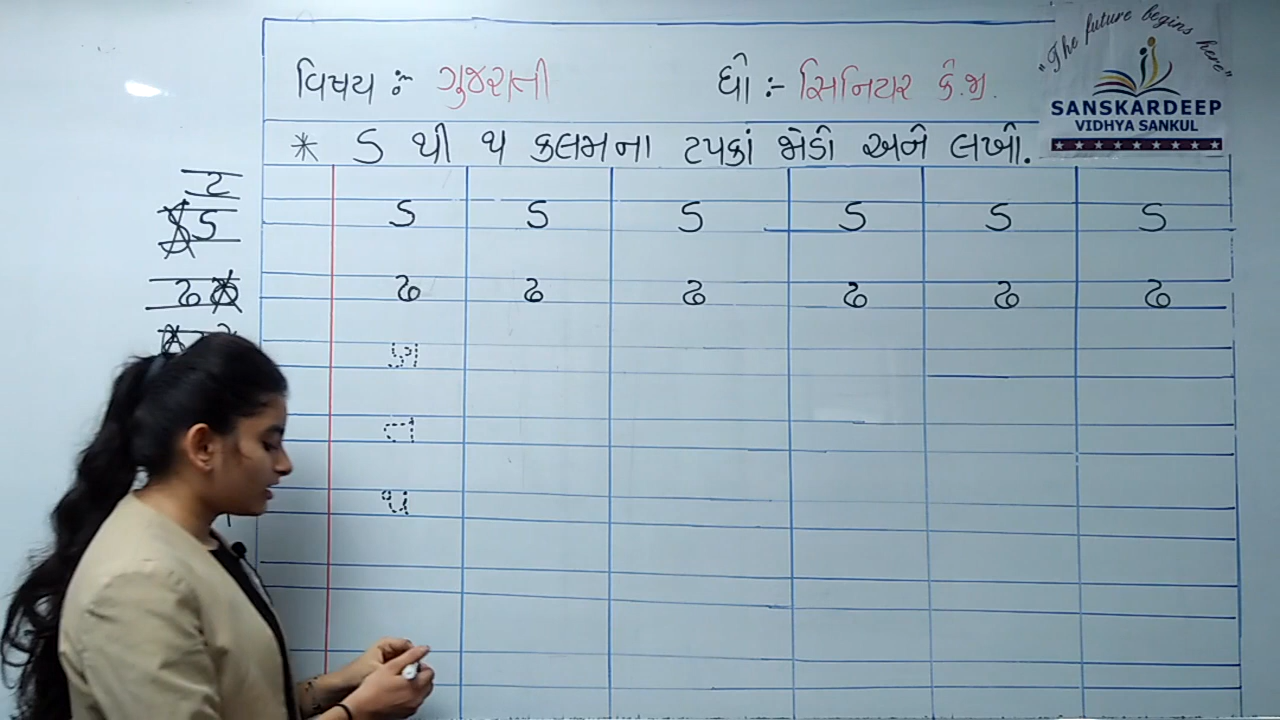 "The future begins here"
SANSKARDEEP
VIDHYA SANKUL
વિષય :- ગુજરાતી ધો :- સિનિયર કે.જી.
* ડ થી થ કલમના ટપકાં જોડો અને લખો.
ટ
ડ ડ ડ ડ ડ ડ ડ
ઢ ઢ ઢ ઢ ઢ ઢ ઢ
ણ
ત
થ